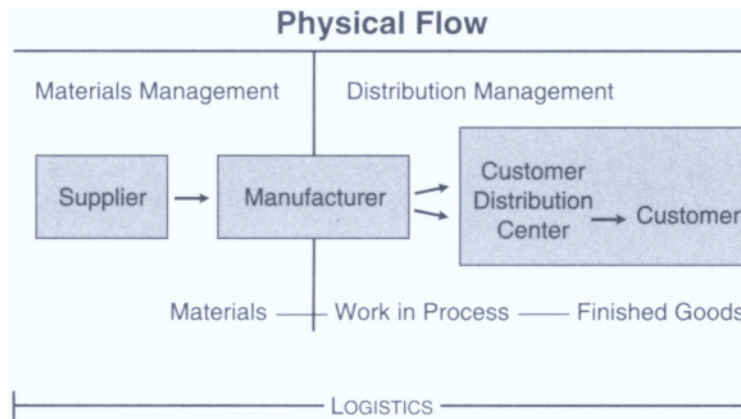 Physical Flow
Materials Management
Distribution Management
Supplier
Manufacturer
Customer
Distribution
Center
Customer
Materials
Work in Process
Finished Goods
LOGISTICS